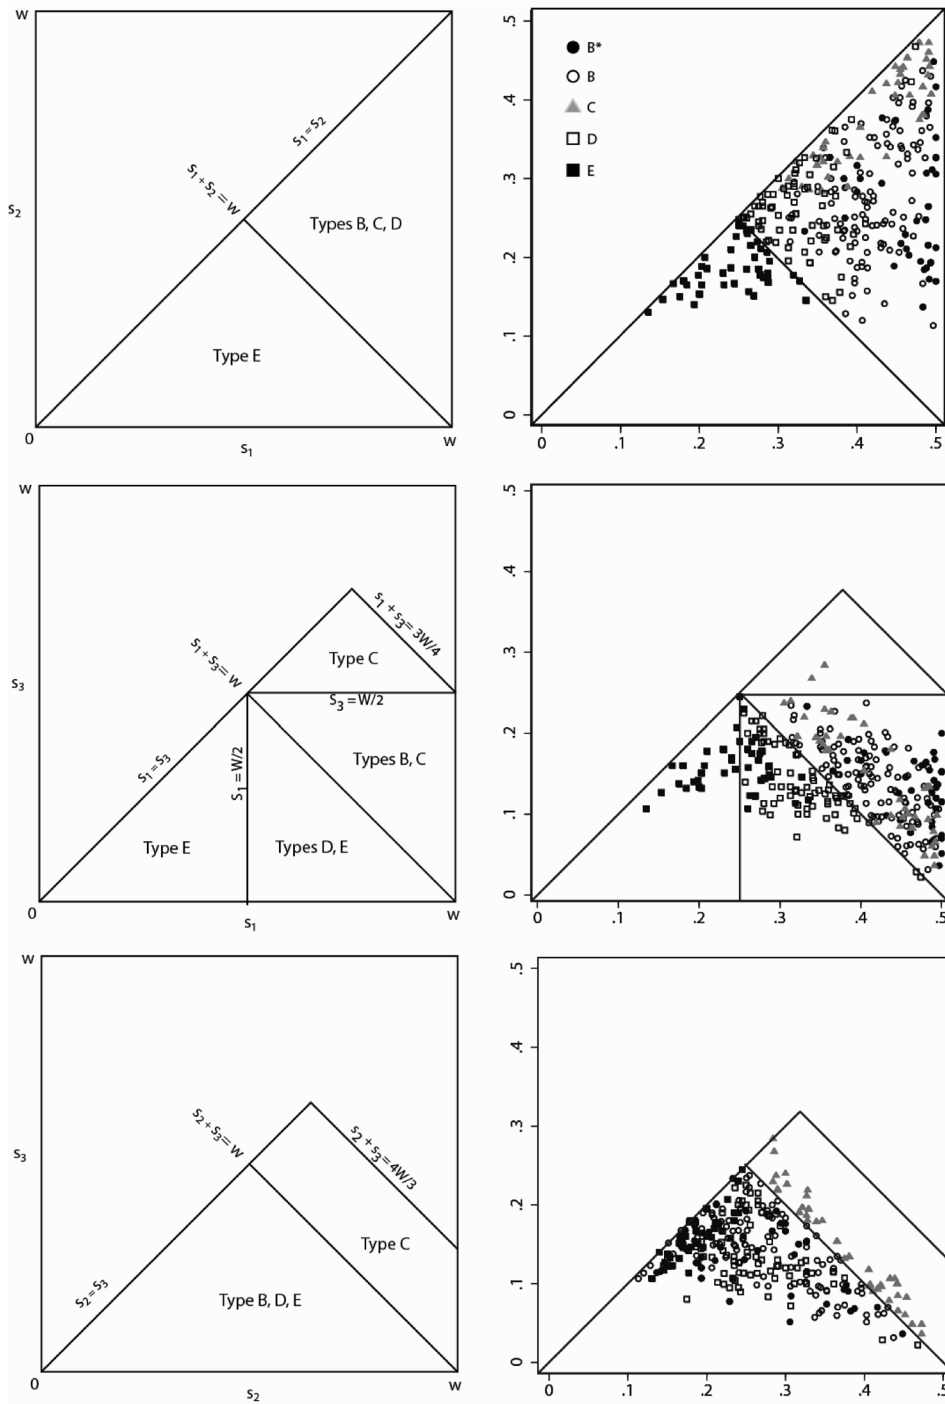 w
s1 = s2
s1 + s2 = W
s2
Types B, C, D
Type E
0
w
s1
.5
.4
.3
.2
.1
0
B*
B
C
D
E
0 .1 .2 .3 .4 .5
w
s1 + s3 = 3W/4
s1 + s3 = W
Type C
s3
S3 = W/2
s1 = s3
S1 = W/2
Types B, C
Type E
Types D, E
0
w
s1
.5
.4
.3
.2
.1
0
0 .1 .2 .3 .4 .5
w
s2 + s3 = W
s2 + s3 = 4W/3
s3
Type C
s2 = s3
Type B, D, E
0
w
s2
.5
.4
.3
.2
.1
0
0 .1 .2 .3 .4 .5